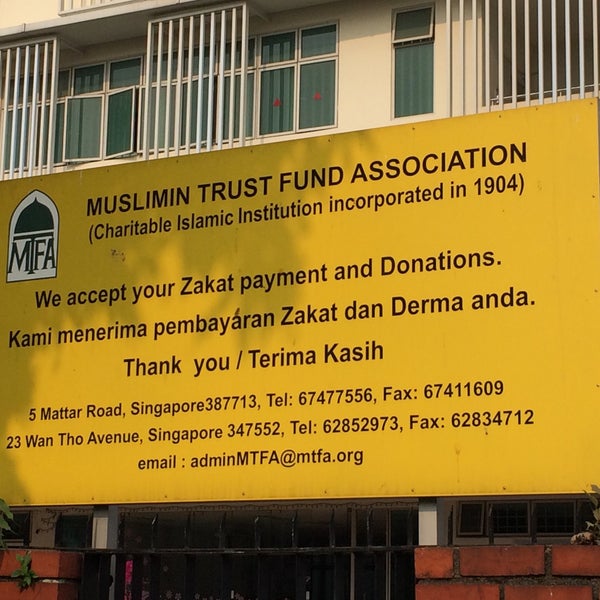 MTFA
MUSLIMIN TRUST FUND ASSOCIATION
(Charitable Islamic Institution incorporated in 1904)
We accept your Zakat payment and Donations.
Kami menerima pembayaran Zakat dan Derma anda.
Thank you / Terima Kasih
5 Mattar Road, Singapore387713, Tel: 67477556, Fax: 67411609
23 Wan Tho Avenue, Singapore 347552, Tel: 62852973, Fax: 62834712
email : adminMTFA@mtfa.org